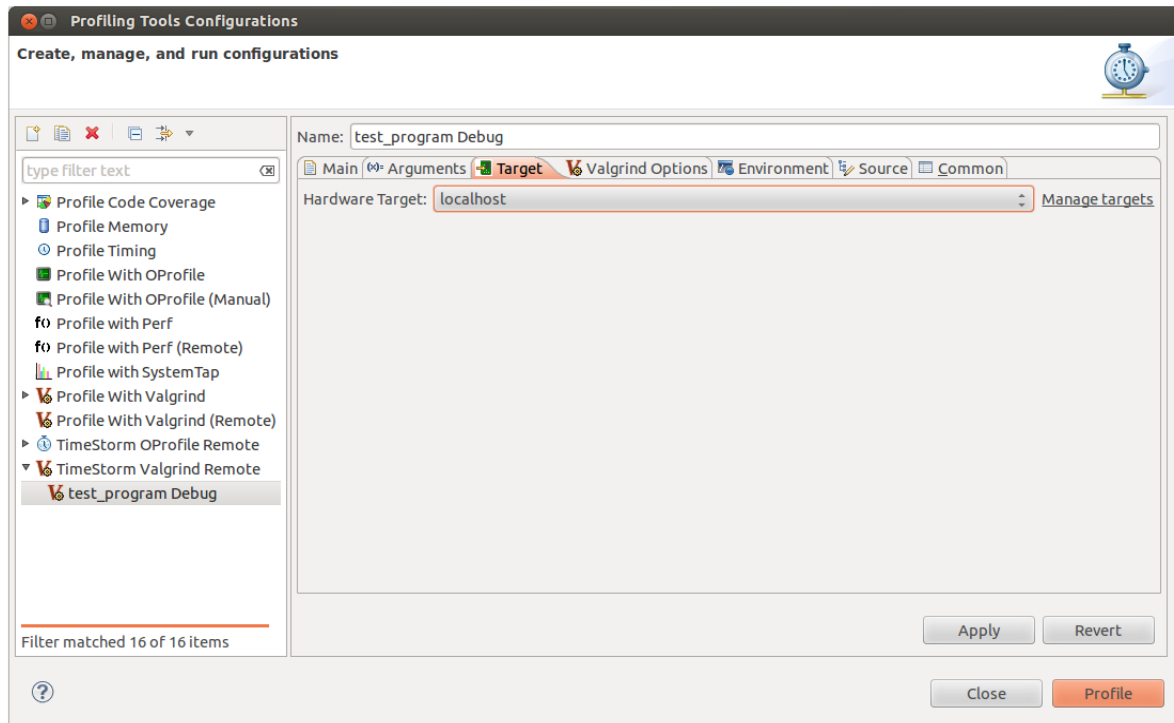 Profiling Tools Configurations
Create, manage, and run configurations
type filter text
Profile Code Coverage
Profile Memory
Profile Timing
Profile With OProfile
Profile With OProfile (Manual)
Profile with Perf
Profile with Perf (Remote)
Profile with SystemTap
Profile With Valgrind
Profile With Valgrind (Remote)
TimeStorm OProfile Remote
TimeStorm Valgrind Remote
test_program Debug
Filter matched 16 of 16 items
Name: test_program Debug
Main (x)= Arguments Target Valgrind Options Environment Source Common
Hardware Target: localhost Manage targets
Apply Revert
? Close Profile